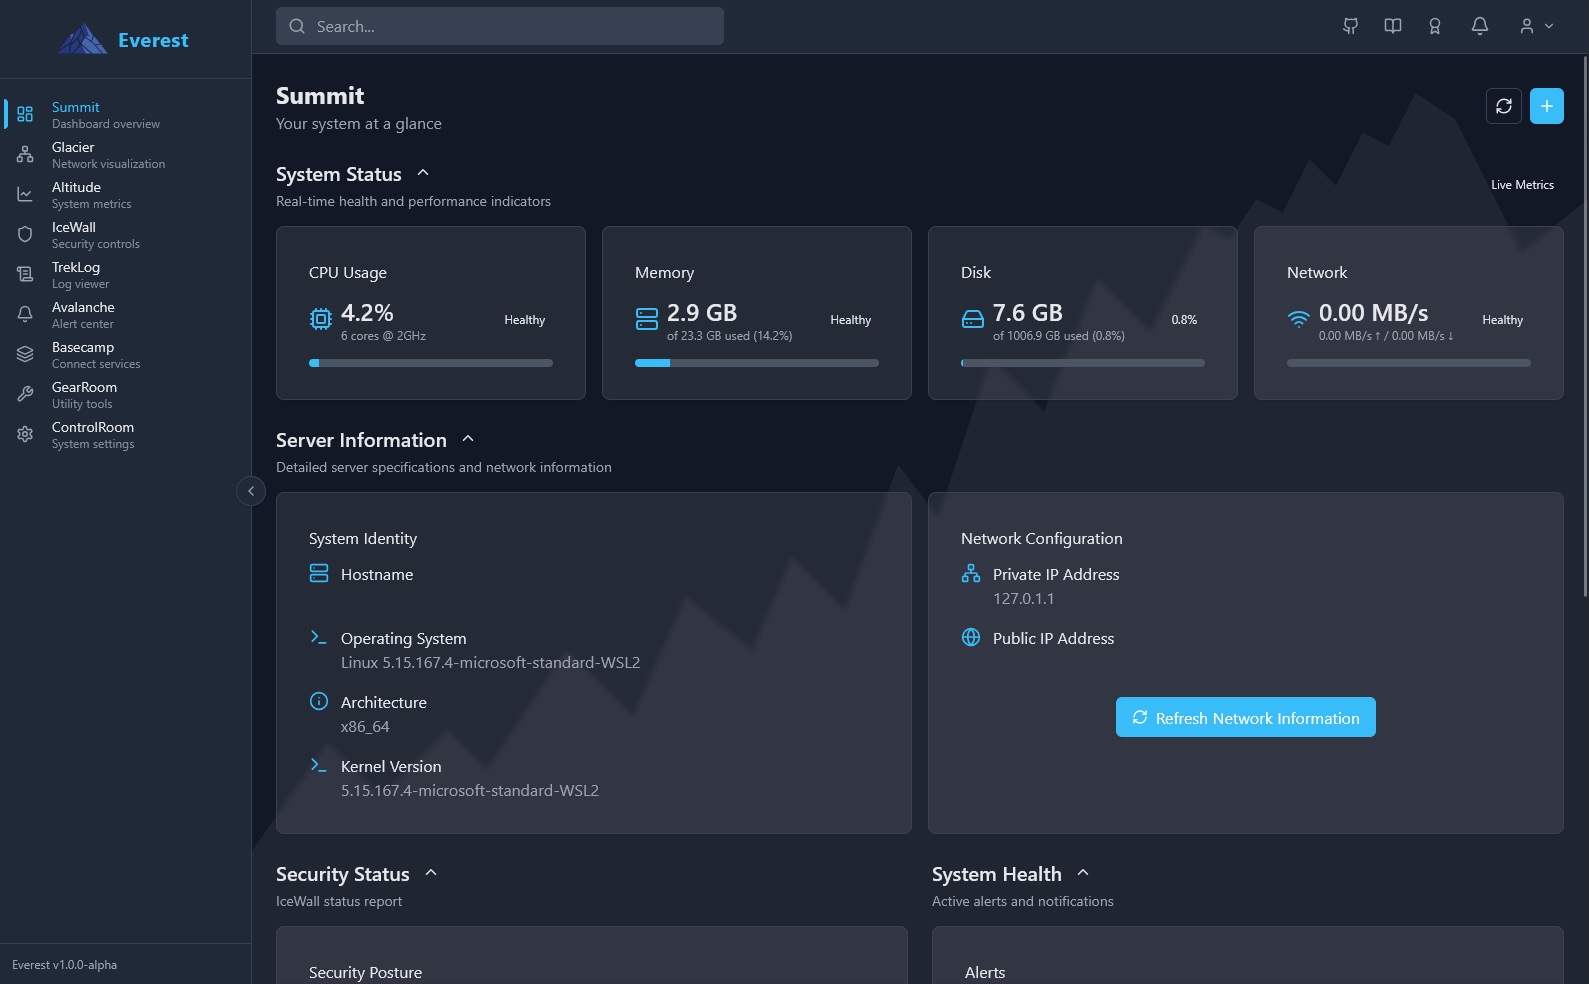 Everest
Search...
Summit
Dashboard overview
Glacier
Network visualization
Altitude
System metrics
IceWall
Security controls
TrekLog
Log viewer
Avalanche
Alert center
Basecamp
Connect services
GearRoom
Utility tools
ControlRoom
System settings
Everest v1.0.0-alpha
Summit
Your system at a glance
System Status
Real-time health and performance indicators
Live Metrics
CPU Usage
4.2%
6 cores @ 2GHz
Healthy
Memory
2.9 GB
of 23.3 GB used (14.2%)
Healthy
Disk
7.6 GB
of 1006.9 GB used (0.8%)
0.8%
Network
0.00 MB/s
0.00 MB/s ↑ / 0.00 MB/s ↓
Healthy
Server Information
Detailed server specifications and network information
System Identity
Hostname
Operating System
Linux 5.15.167.4-microsoft-standard-WSL2
Architecture
x86_64
Kernel Version
5.15.167.4-microsoft-standard-WSL2
Network Configuration
Private IP Address
127.0.1.1
Public IP Address
Refresh Network Information
Security Status
IceWall status report
Security Posture
System Health
Active alerts and notifications
Alerts